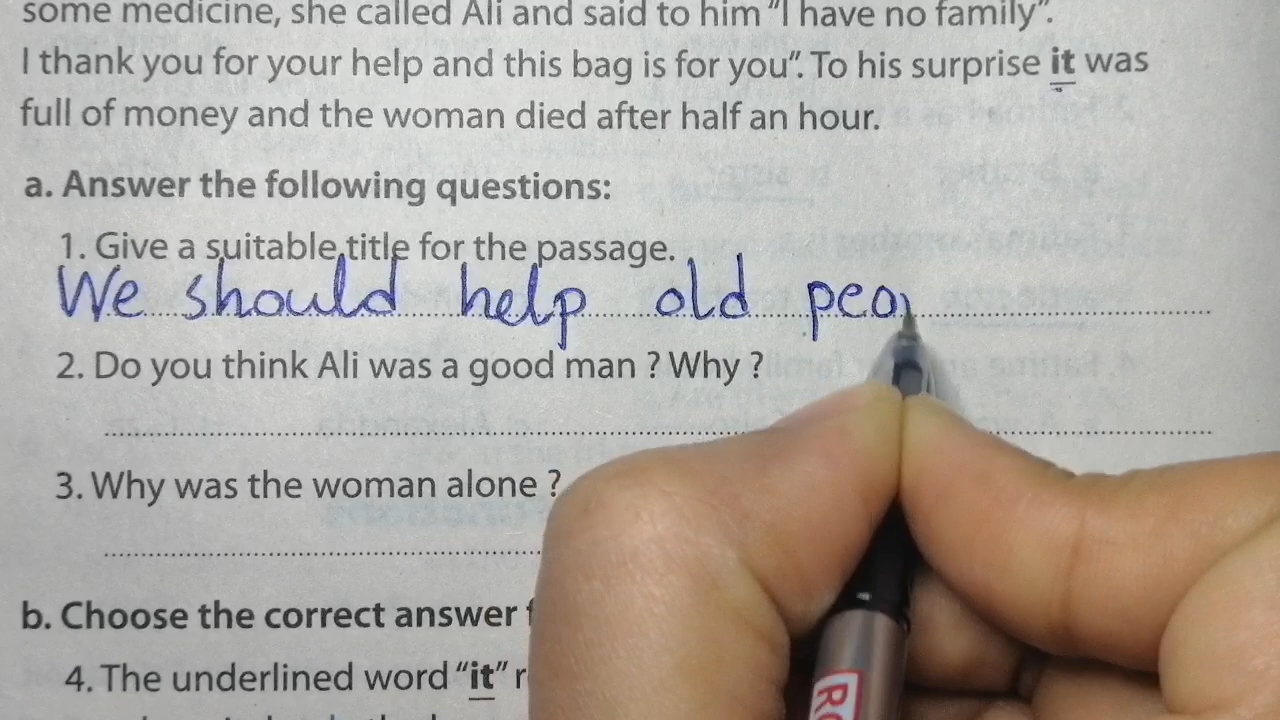 some medicine, she called Ali and said to him "I have no family".
I thank you for your help and this bag is for you". To his surprise it was
full of money and the woman died after half an hour.
a. Answer the following questions:
1. Give a suitable title for the passage.
We should help old peo
2. Do you think Ali was a good man ? Why ?
3. Why was the woman alone ?
b. Choose the correct answer
4. The underlined word "it" r